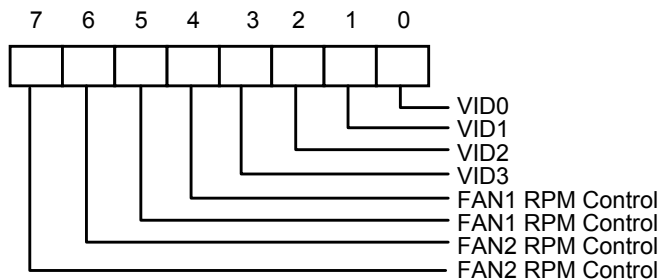 7 6 5 4 3 2 1 0
VID0
VID1
VID2
VID3
FAN1 RPM Control
FAN1 RPM Control
FAN2 RPM Control
FAN2 RPM Control